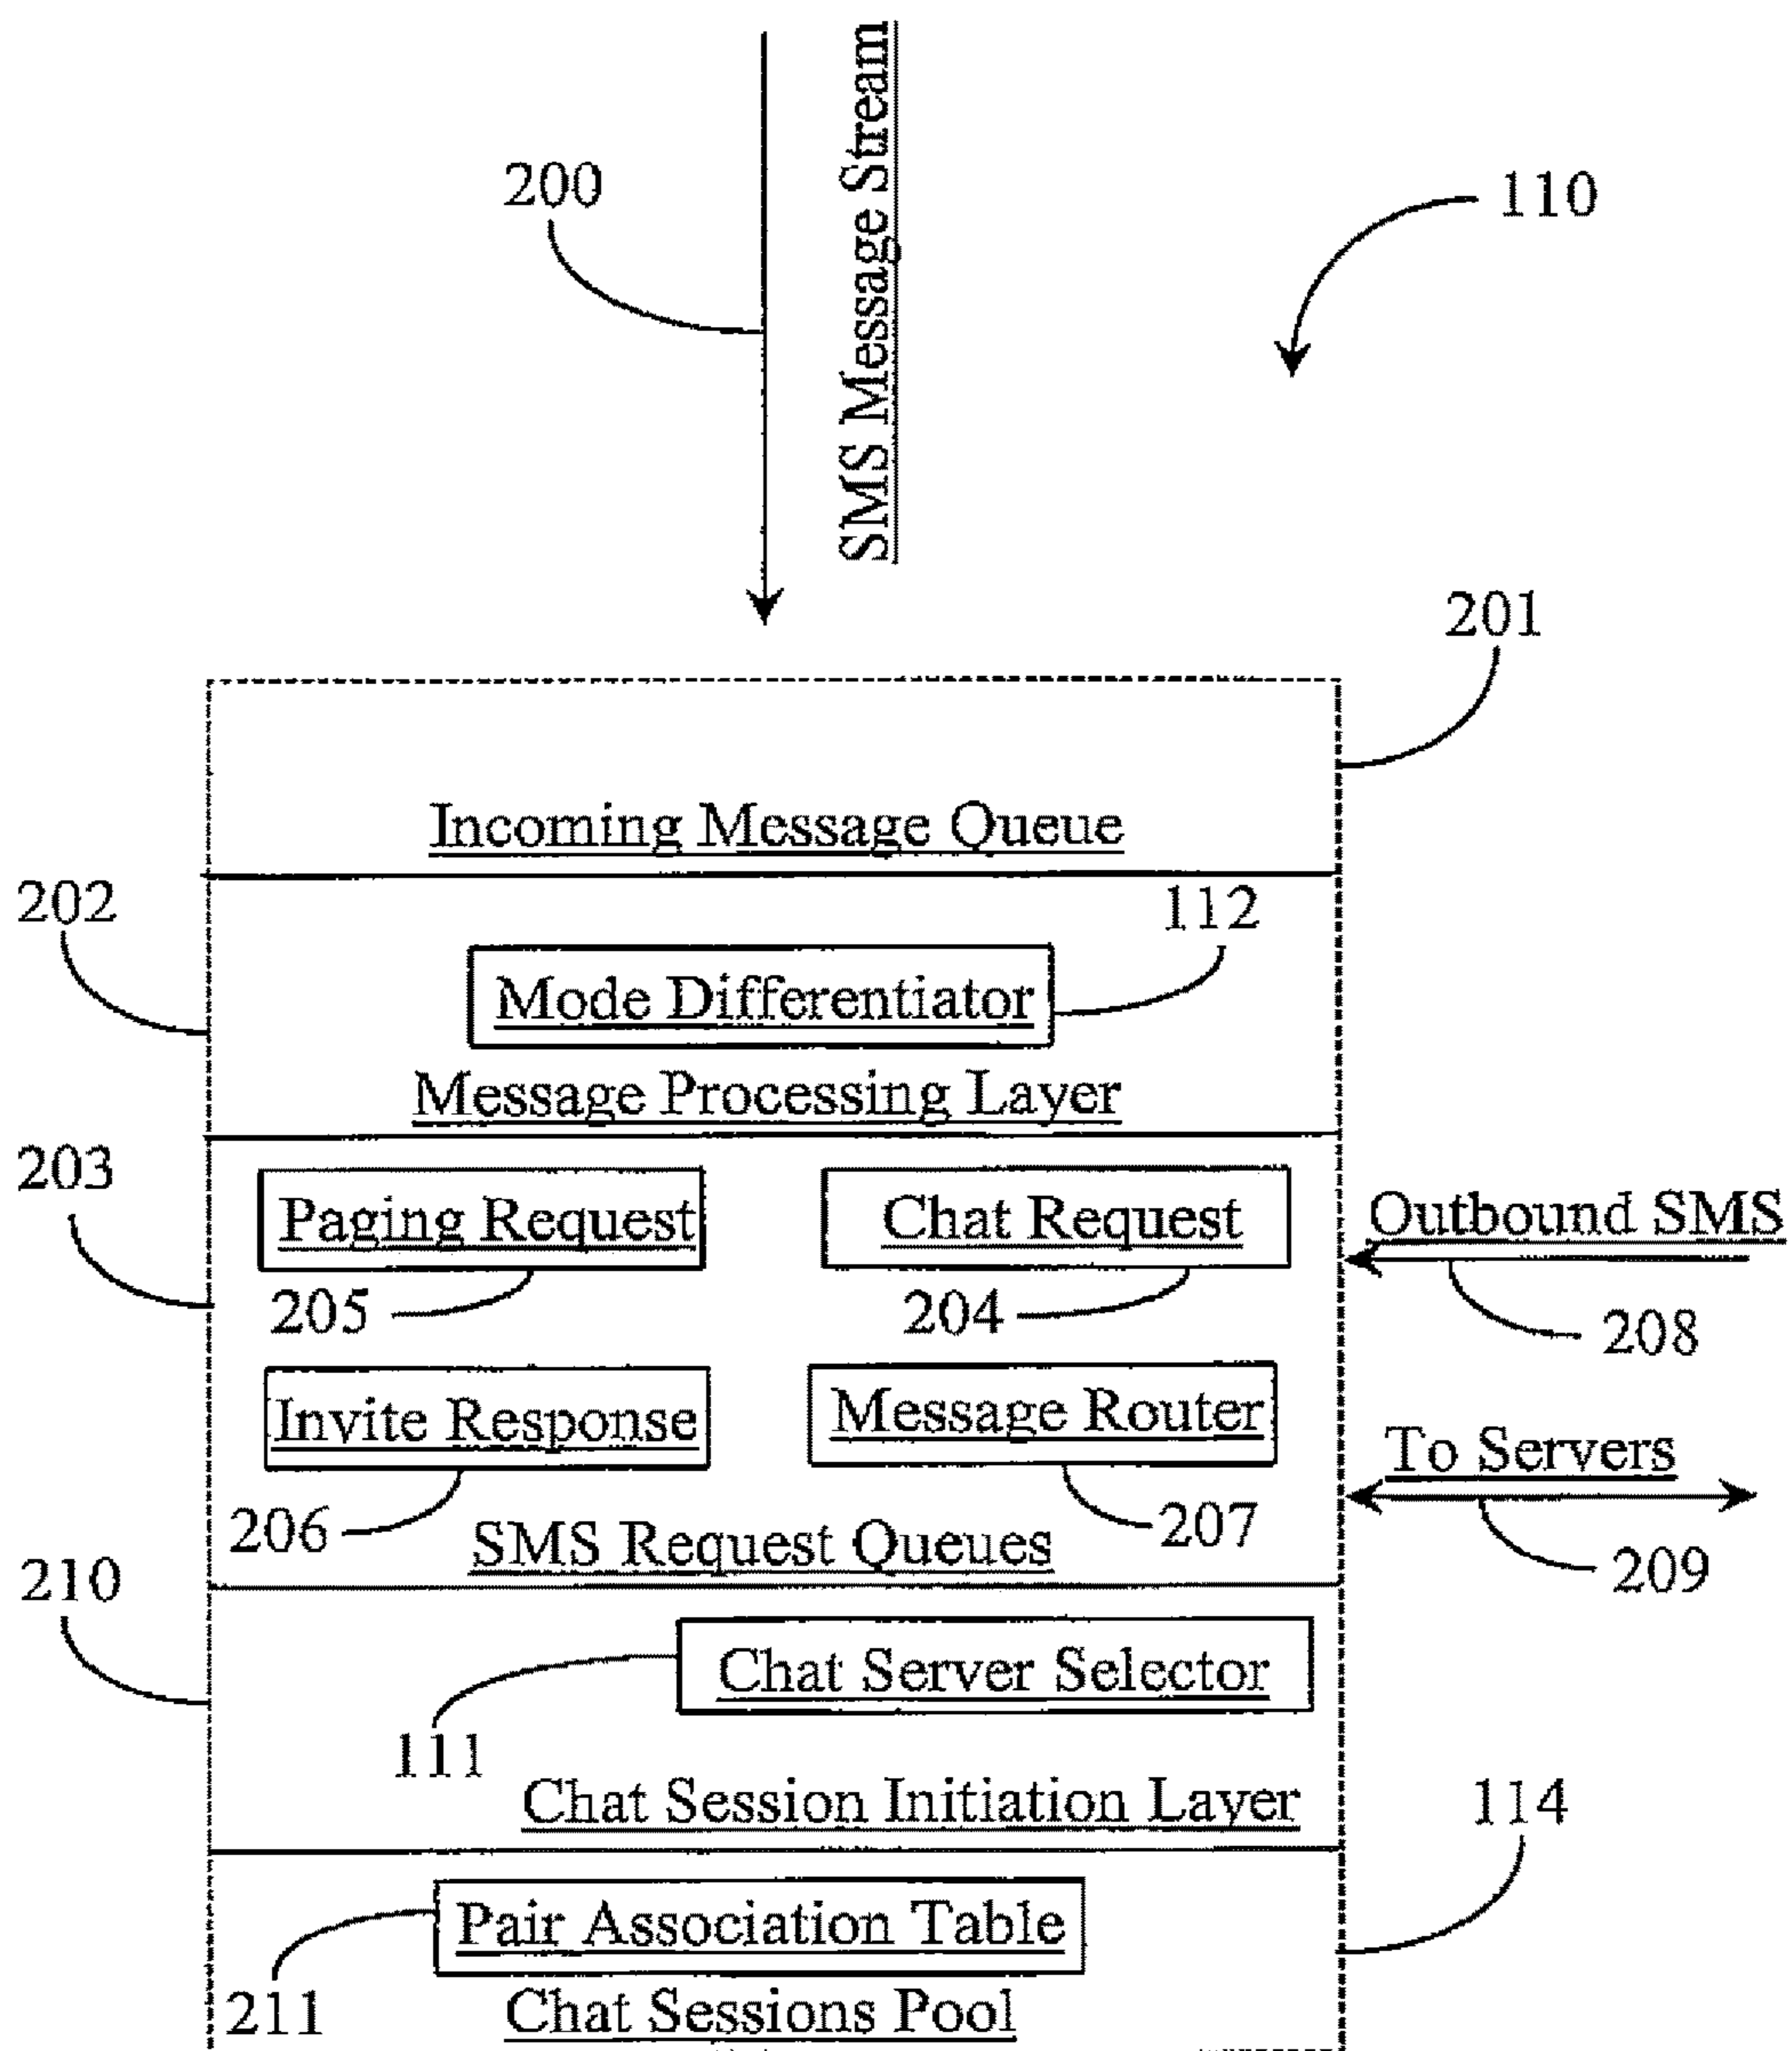 SMS Message Stream
200
110
201
Incoming Message Queue
202
112
Mode Differentiator
Message Processing Layer
203
Paging Request
Chat Request
Outbound SMS
205
204
208
Invite Response
Message Router
To Servers
206
207
SMS Request Queues
209
210
Chat Server Selector
111
Chat Session Initiation Layer
114
Pair Association Table
211
Chat Sessions Pool